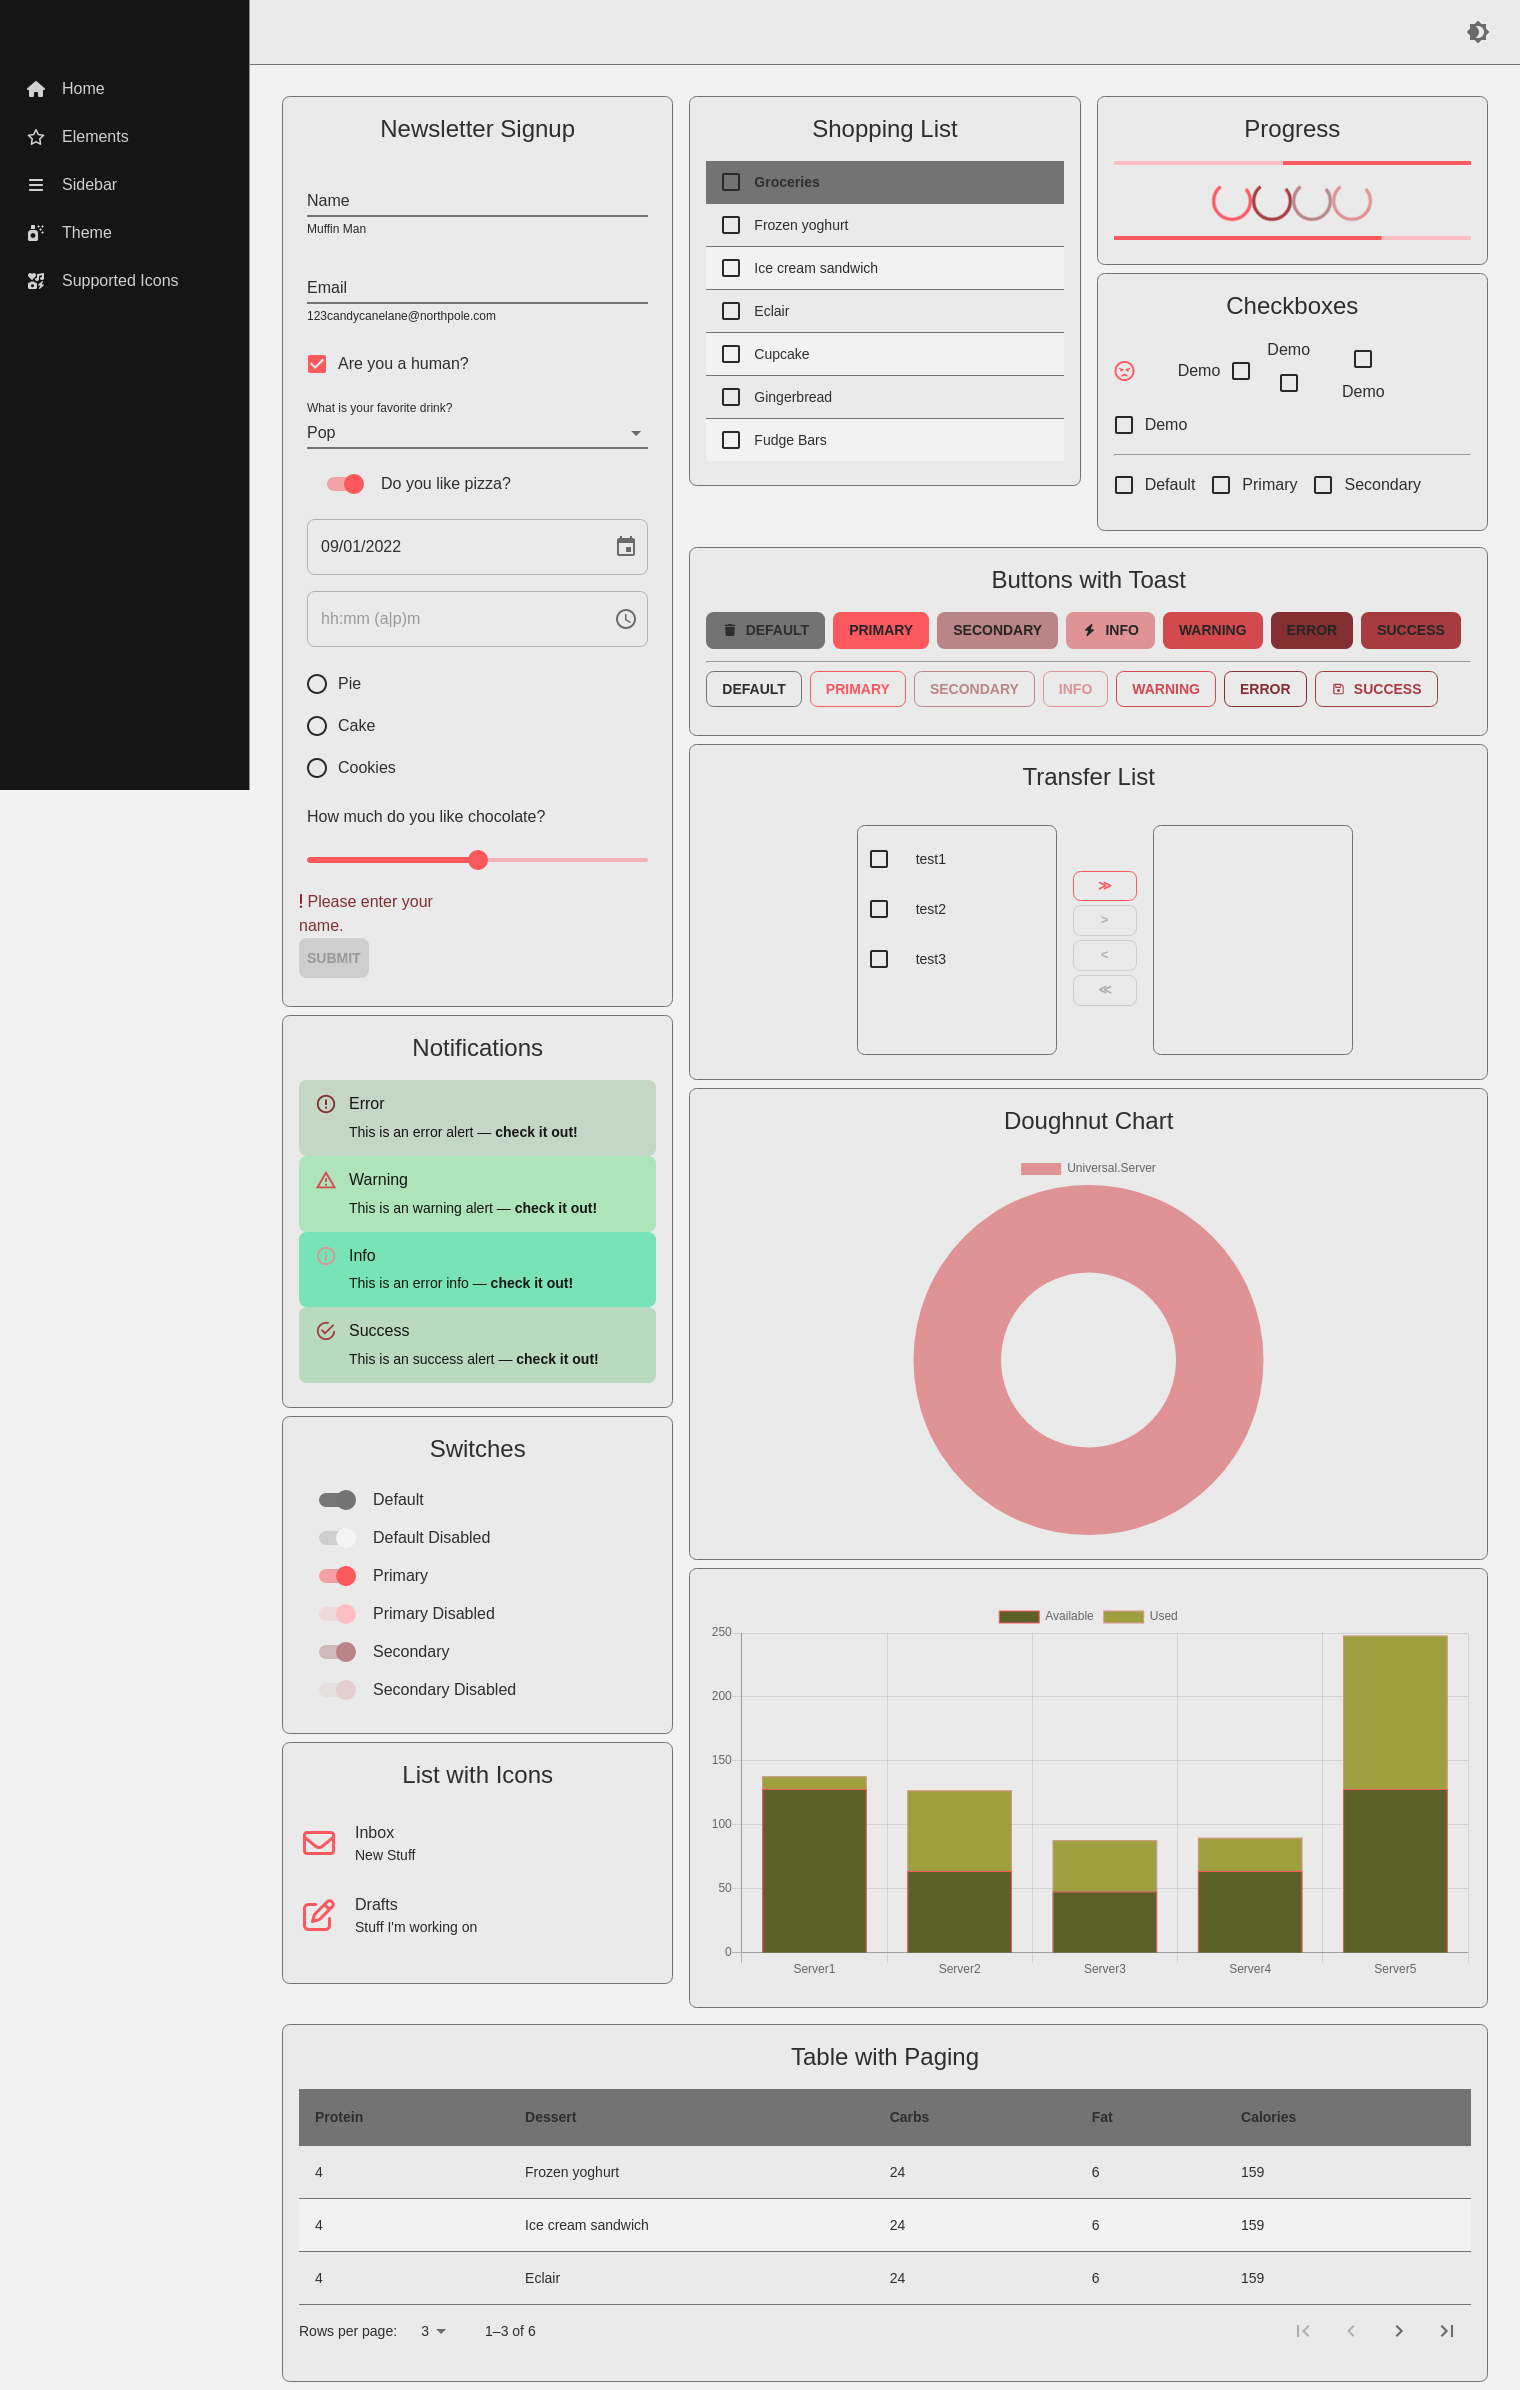 Home
Elements
Sidebar
Theme
Supported Icons
Newsletter Signup
Name
Muffin Man
Email
123candycanelane@northpole.com
Are you a human?
What is your favorite drink?
Pop
Do you like pizza?
09/01/2022
hh:mm (a|p)m
Pie
Cake
Cookies
How much do you like chocolate?
! Please enter your
name.
SUBMIT
Shopping List
Groceries
Frozen yoghurt
Ice cream sandwich
Eclair
Cupcake
Gingerbread
Fudge Bars
Progress
Checkboxes
Demo
Demo
Demo
Demo
Default Primary Secondary
Buttons with Toast
DEFAULT PRIMARY SECONDARY INFO WARNING ERROR SUCCESS
DEFAULT PRIMARY SECONDARY INFO WARNING ERROR SUCCESS
Transfer List
test1
test2
test3
≫
>
<
≪
Notifications
Error
This is an error alert — check it out!
Warning
This is an warning alert — check it out!
Info
This is an error info — check it out!
Success
This is an success alert — check it out!
Doughnut Chart
Universal.Server
Switches
Default
Default Disabled
Primary
Primary Disabled
Secondary
Secondary Disabled
List with Icons
Inbox
New Stuff
Drafts
Stuff I'm working on
Available Used
250
200
150
100
50
0
Server1 Server2 Server3 Server4 Server5
Table with Paging
Protein Dessert Carbs Fat Calories
4 Frozen yoghurt 24 6 159
4 Ice cream sandwich 24 6 159
4 Eclair 24 6 159
Rows per page: 3 1–3 of 6